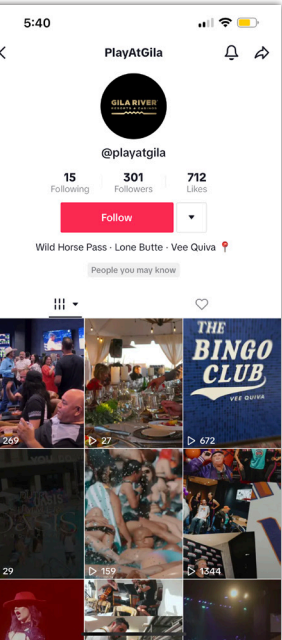 5:40
PlayAtGila
GILA RIVER
RESORTS & CASINOS
@playatgila
15 301 712
Following Followers Likes
Follow
Wild Horse Pass · Lone Butte · Vee Quiva 📍
People you may know
THE
BINGO
CLUB
VEE QUIVA
269
27
672
OASIS
29
159
1344